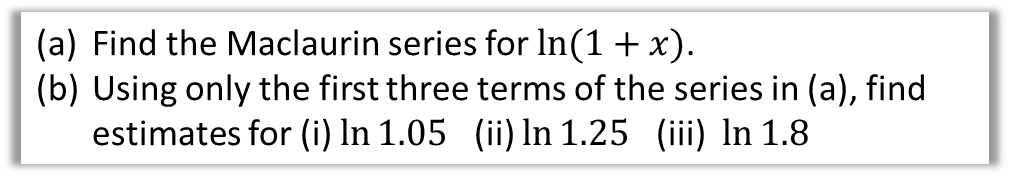 (a) Find the Maclaurin series for ln(1 + x).
(b) Using only the first three terms of the series in (a), find
estimates for (i) ln 1.05 (ii) ln 1.25 (iii) ln 1.8